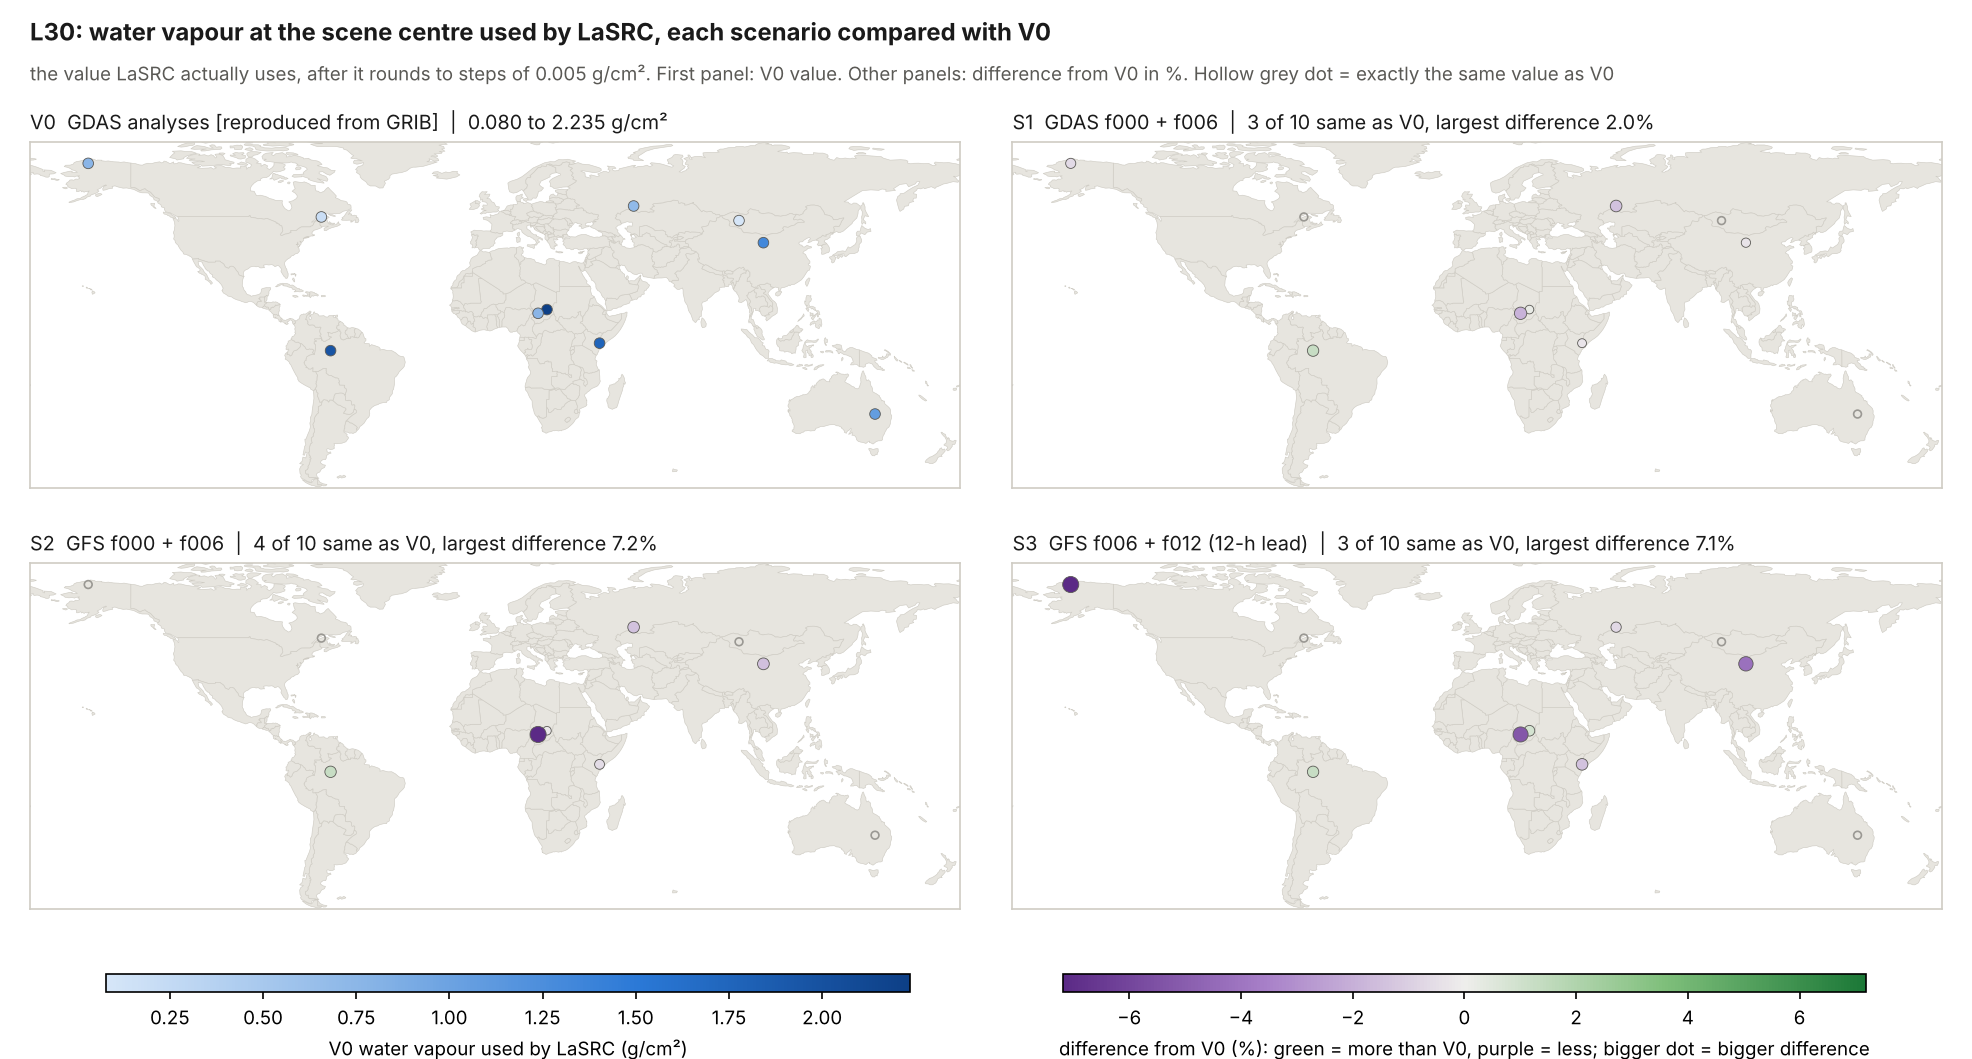 L30: water vapour at the scene centre used by LaSRC, each scenario compared with V0
the value LaSRC actually uses, after it rounds to steps of 0.005 g/cm². First panel: V0 value. Other panels: difference from V0 in %. Hollow grey dot = exactly the same value as V0
V0 GDAS analyses [reproduced from GRIB] | 0.080 to 2.235 g/cm²
S1 GDAS f000 + f006 | 3 of 10 same as V0, largest difference 2.0%
S2 GFS f000 + f006 | 4 of 10 same as V0, largest difference 7.2%
S3 GFS f006 + f012 (12-h lead) | 3 of 10 same as V0, largest difference 7.1%
0.25 0.50 0.75 1.00 1.25 1.50 1.75 2.00
V0 water vapour used by LaSRC (g/cm²)
−6 −4 −2 0 2 4 6
difference from V0 (%): green = more than V0, purple = less; bigger dot = bigger difference